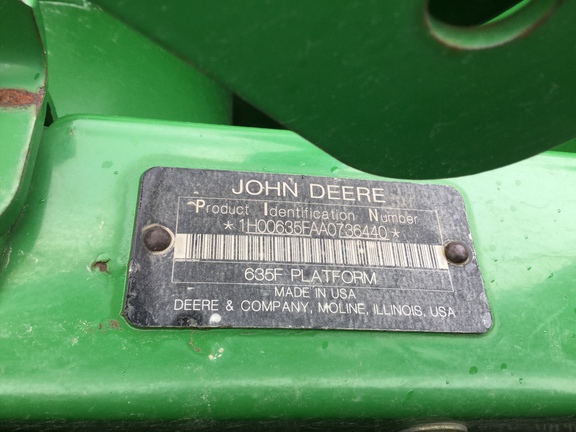 JOHN DEERE
Product Identification Number
*1H00635FAA0736440*
635F PLATFORM
MADE IN USA
DEERE & COMPANY, MOLINE, ILLINOIS, USA